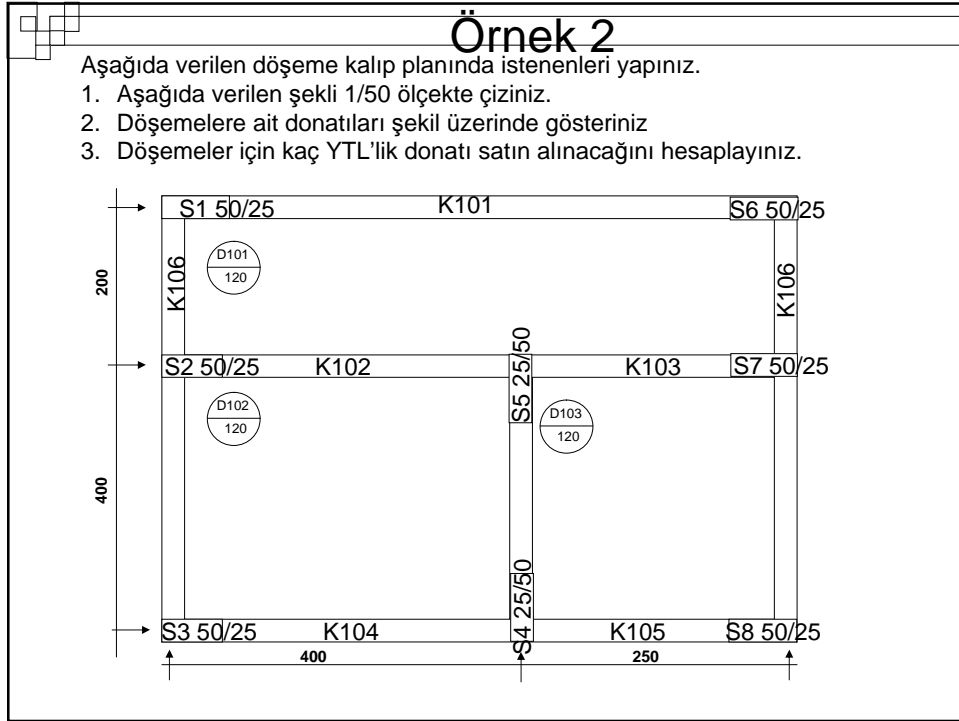 Örnek 2
Aşağıda verilen döşeme kalıp planında istenenleri yapınız.
1. Aşağıda verilen şekli 1/50 ölçekte çiziniz.
2. Döşemelere ait donatıları şekil üzerinde gösteriniz
3. Döşemeler için kaç YTL'lik donatı satın alınacağını hesaplayınız.
S1 50/25
K101
S6 50/25
D101
120
200
K106
K106
S2 50/25
K102
S5 25/50
K103
S7 50/25
D102
120
D103
120
400
S3 50/25
K104
S4 25/50
K105
S8 50/25
400
250